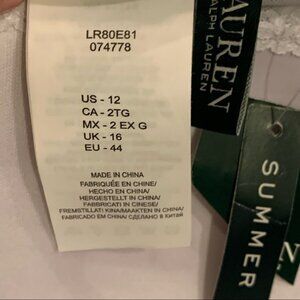 LR80E81
074778
US - 12
CA - 2TG
MX - 2 EX G
UK - 16
EU - 44
MADE IN CHINA
FABRIQUÉE EN CHINE/
HECHO EN CHINA/
HERGESTELLT IN CHINA/
FABBRICATI IN CINESE/
FREMSTILLATI KINA/MAAKTEN IN CHINA/
FABRICADO EM CHINA/СДЕЛАНО В Китай
LAUREN
RALPH LAUREN
SUMMER